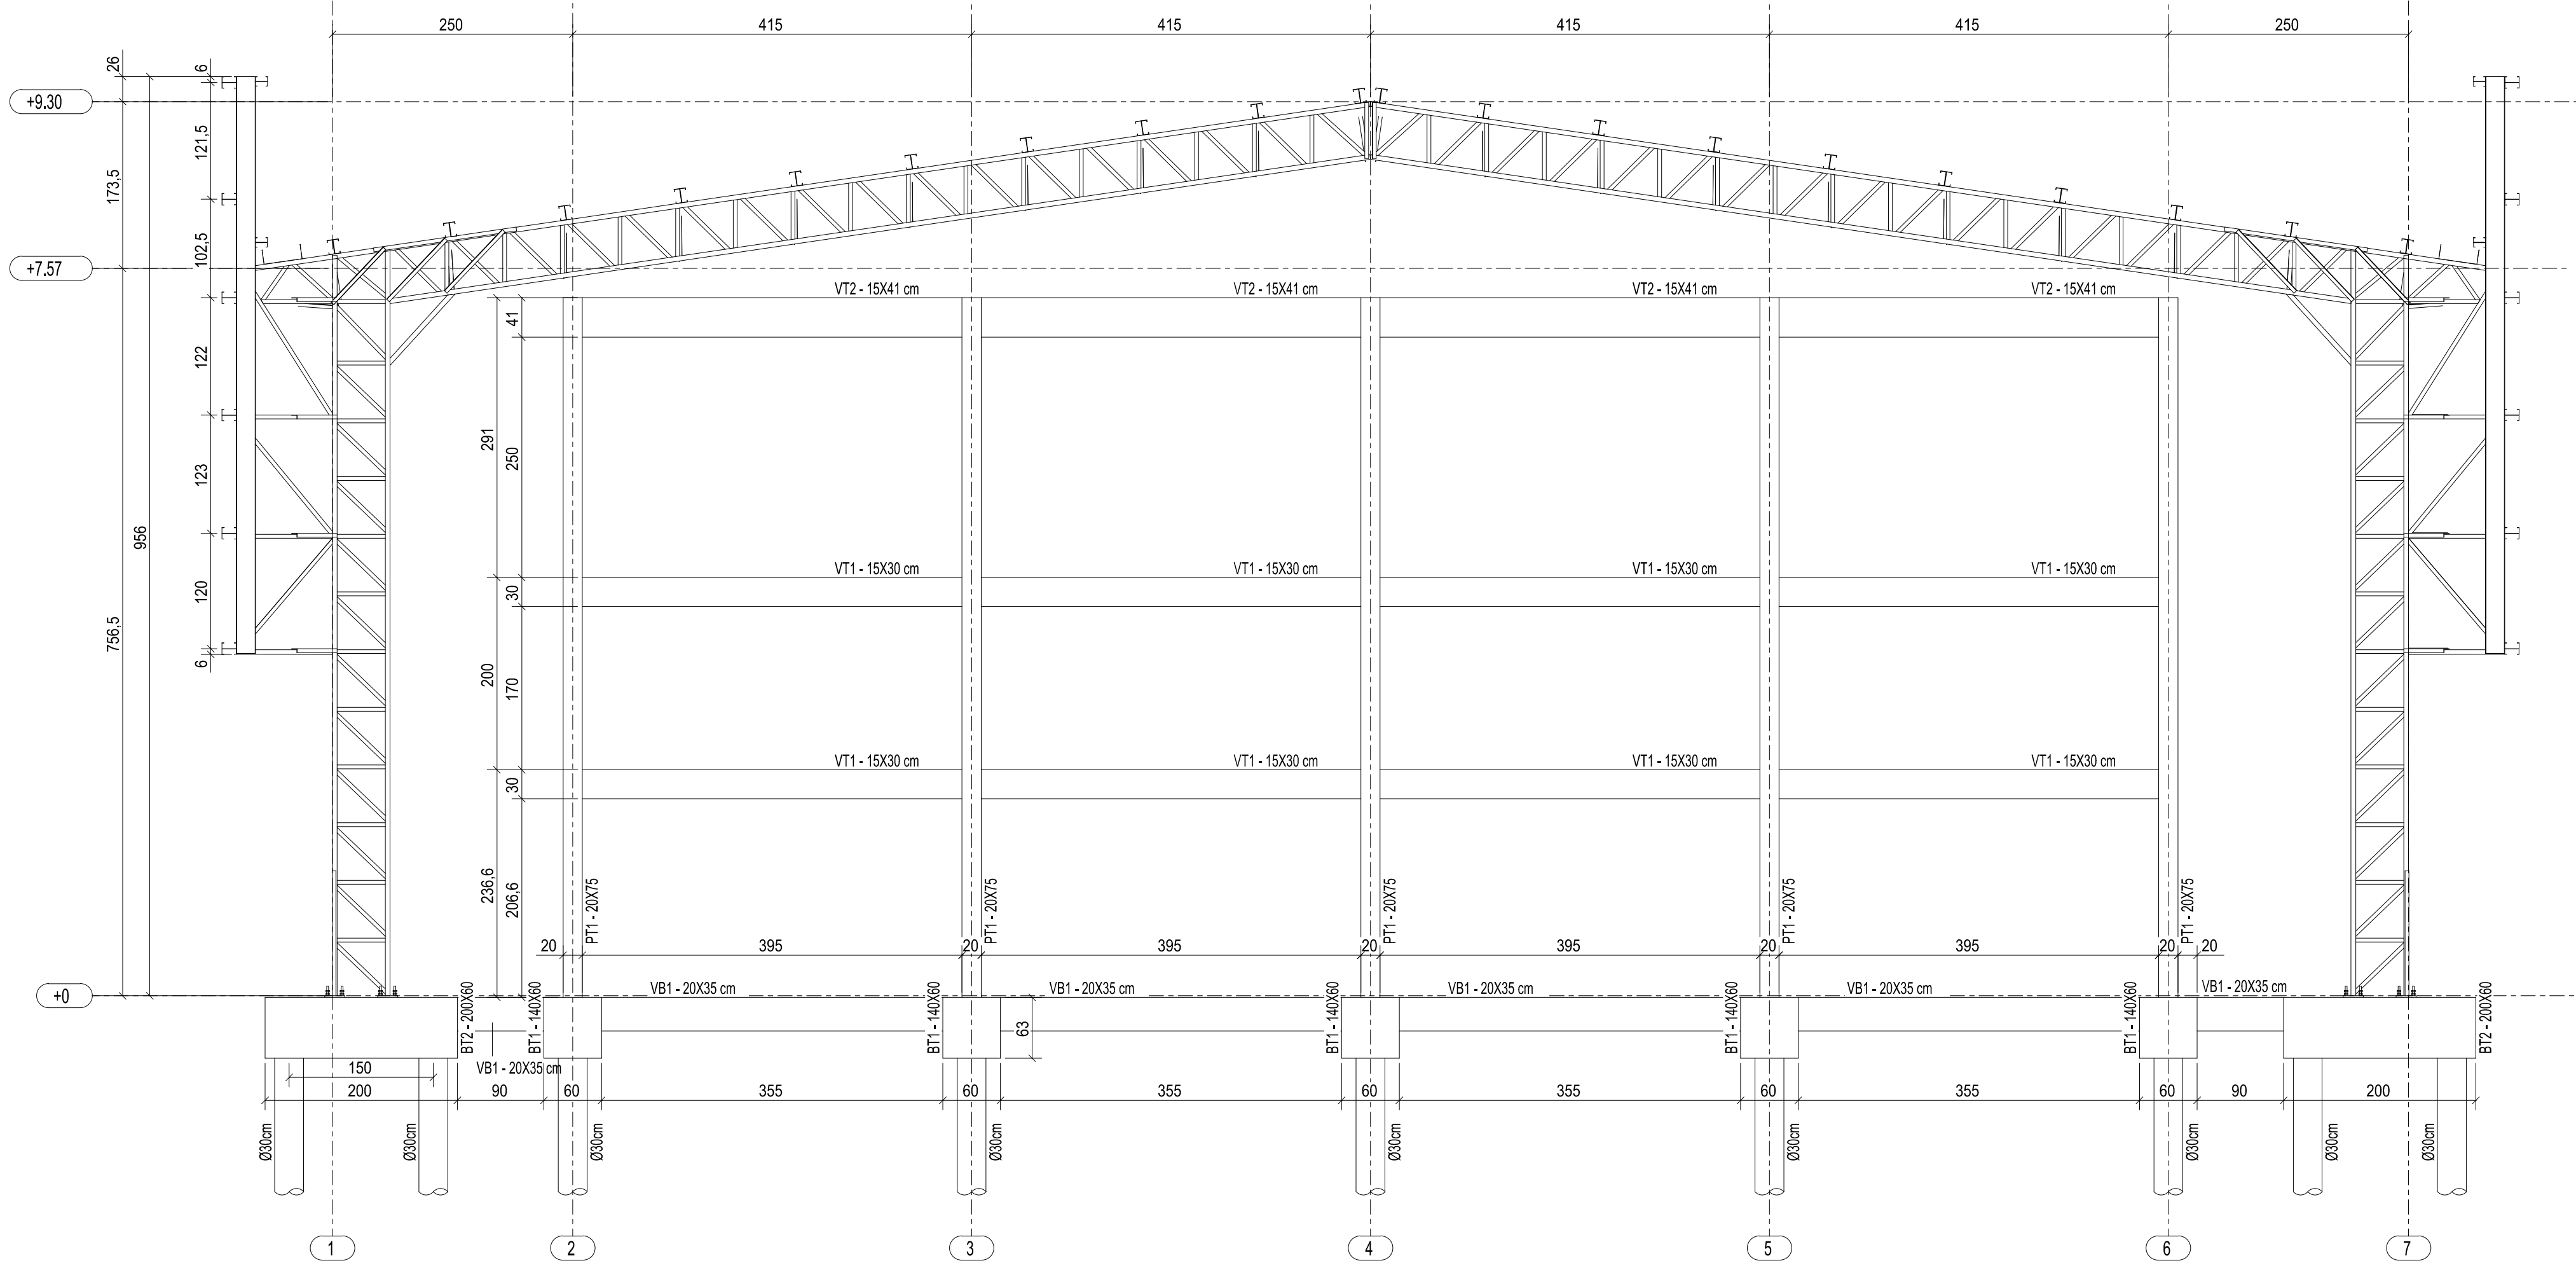 250 415 415 415 415 250
26
6
+9.30
121,5
173,5
102,5
+7.57
VT2 - 15X41 cm VT2 - 15X41 cm VT2 - 15X41 cm VT2 - 15X41 cm
41
122
291
250
123
956
VT1 - 15X30 cm VT1 - 15X30 cm VT1 - 15X30 cm VT1 - 15X30 cm
30
120
756,5
6
200
170
VT1 - 15X30 cm VT1 - 15X30 cm VT1 - 15X30 cm VT1 - 15X30 cm
30
236,6
206,6
PT1 - 20X75 PT1 - 20X75 PT1 - 20X75 PT1 - 20X75 PT1 - 20X75
20 395 20 395 20 395 20 395 20 20
+0
VB1 - 20X35 cm VB1 - 20X35 cm VB1 - 20X35 cm VB1 - 20X35 cm VB1 - 20X35 cm
BT2 - 200X60 BT1 - 140X60 BT1 - 140X60 BT1 - 140X60 BT1 - 140X60 BT1 - 140X60 BT2 - 200X60
63
150 VB1 - 20X35 cm
200 90 60 355 60 355 60 355 60 355 60 90 200
Ø30cm Ø30cm Ø30cm Ø30cm Ø30cm Ø30cm Ø30cm Ø30cm Ø30cm
1 2 3 4 5 6 7